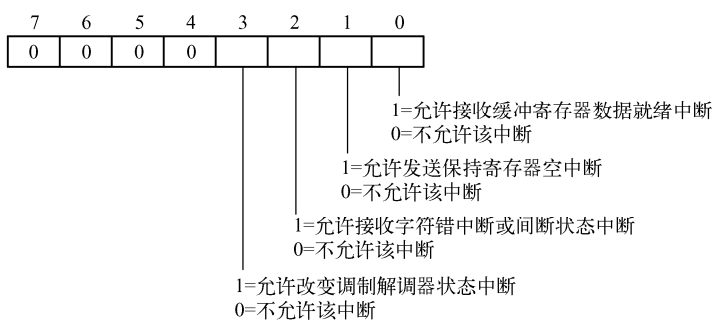 7 6 5 4 3 2 1 0
0 0 0 0
1=允许接收缓冲寄存器数据就绪中断
0=不允许该中断
1=允许发送保持寄存器空中断
0=不允许该中断
1=允许接收字符错中断或间断状态中断
0=不允许该中断
1=允许改变调制解调器状态中断
0=不允许该中断